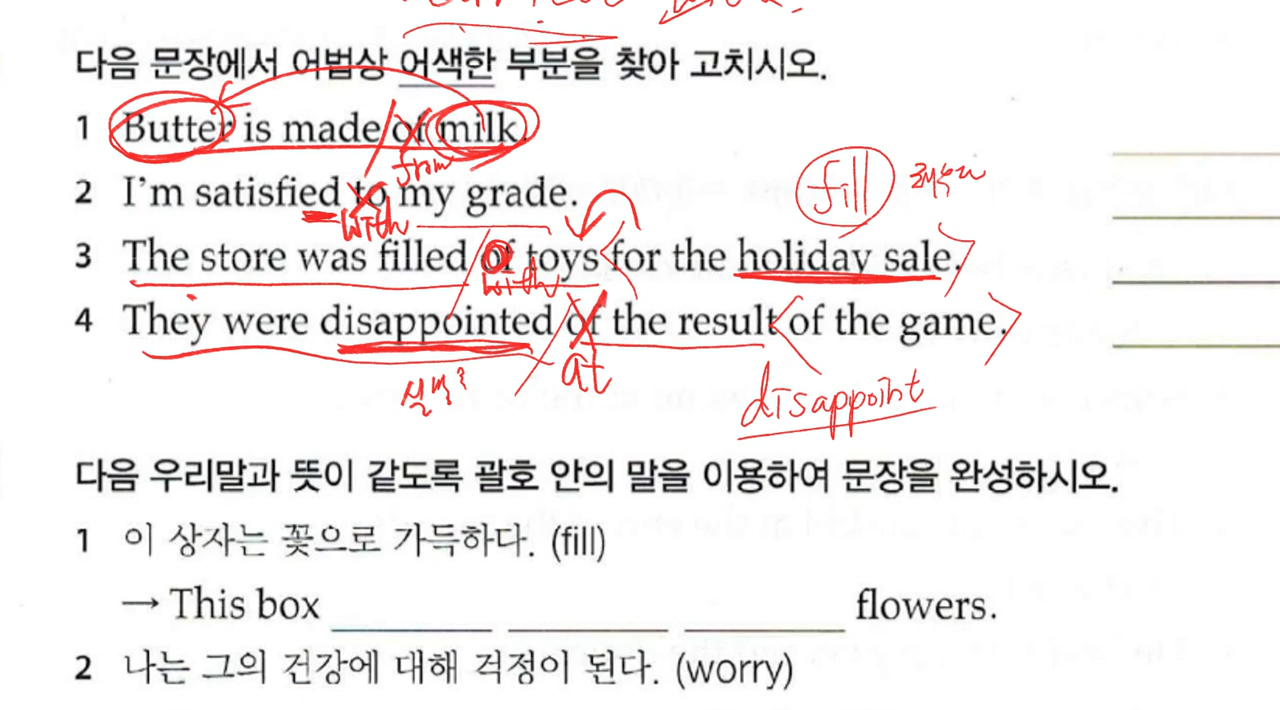 다음 문장에서 어법상 어색한 부분을 찾아 고치시오.
1 Butter is made of milk.
from
2 I'm satisfied to my grade.
with
fill
채우다
3 The store was filled of toys for the holiday sale.
with
4 They were disappointed of the result of the game.
at
disappoint
다음 우리말과 뜻이 같도록 괄호 안의 말을 이용하여 문장을 완성하시오.
1 이 상자는 꽃으로 가득하다. (fill)
→ This box flowers.
2 나는 그의 건강에 대해 걱정이 된다. (worry)